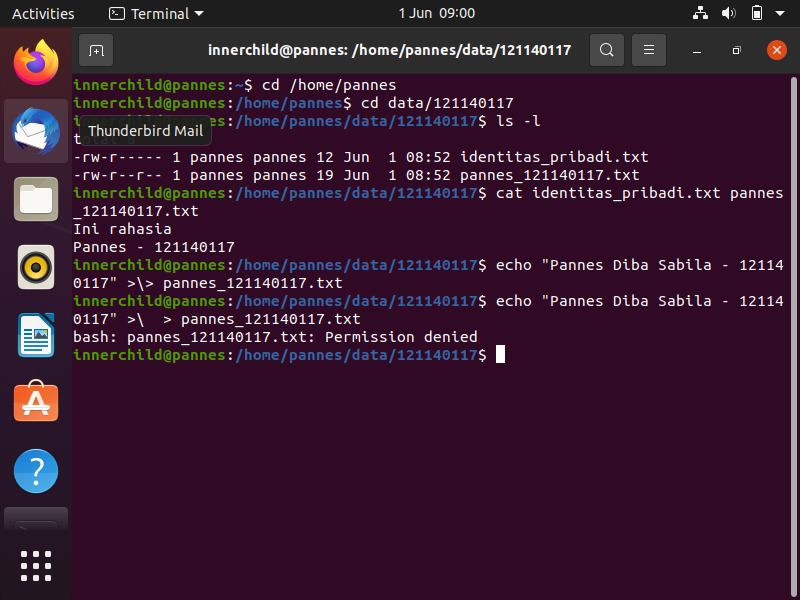 Activities
Terminal
1 Jun 09:00
innerchild@pannes: /home/pannes/data/121140117
innerchild@pannes:~$ cd /home/pannes
innerchild@pannes:/home/pannes$ cd data/121140117
innerchild@pannes:/home/pannes/data/121140117$ ls -l
Thunderbird Mail
-rw-r----- 1 pannes pannes 12 Jun  1 08:52 identitas_pribadi.txt
-rw-r--r-- 1 pannes pannes 19 Jun  1 08:52 pannes_121140117.txt
innerchild@pannes:/home/pannes/data/121140117$ cat identitas_pribadi.txt pannes
_121140117.txt
Ini rahasia
Pannes - 121140117
innerchild@pannes:/home/pannes/data/121140117$ echo "Pannes Diba Sabila - 12114
0117" >\> pannes_121140117.txt
innerchild@pannes:/home/pannes/data/121140117$ echo "Pannes Diba Sabila - 12114
0117" >\  > pannes_121140117.txt
bash: pannes_121140117.txt: Permission denied
innerchild@pannes:/home/pannes/data/121140117$